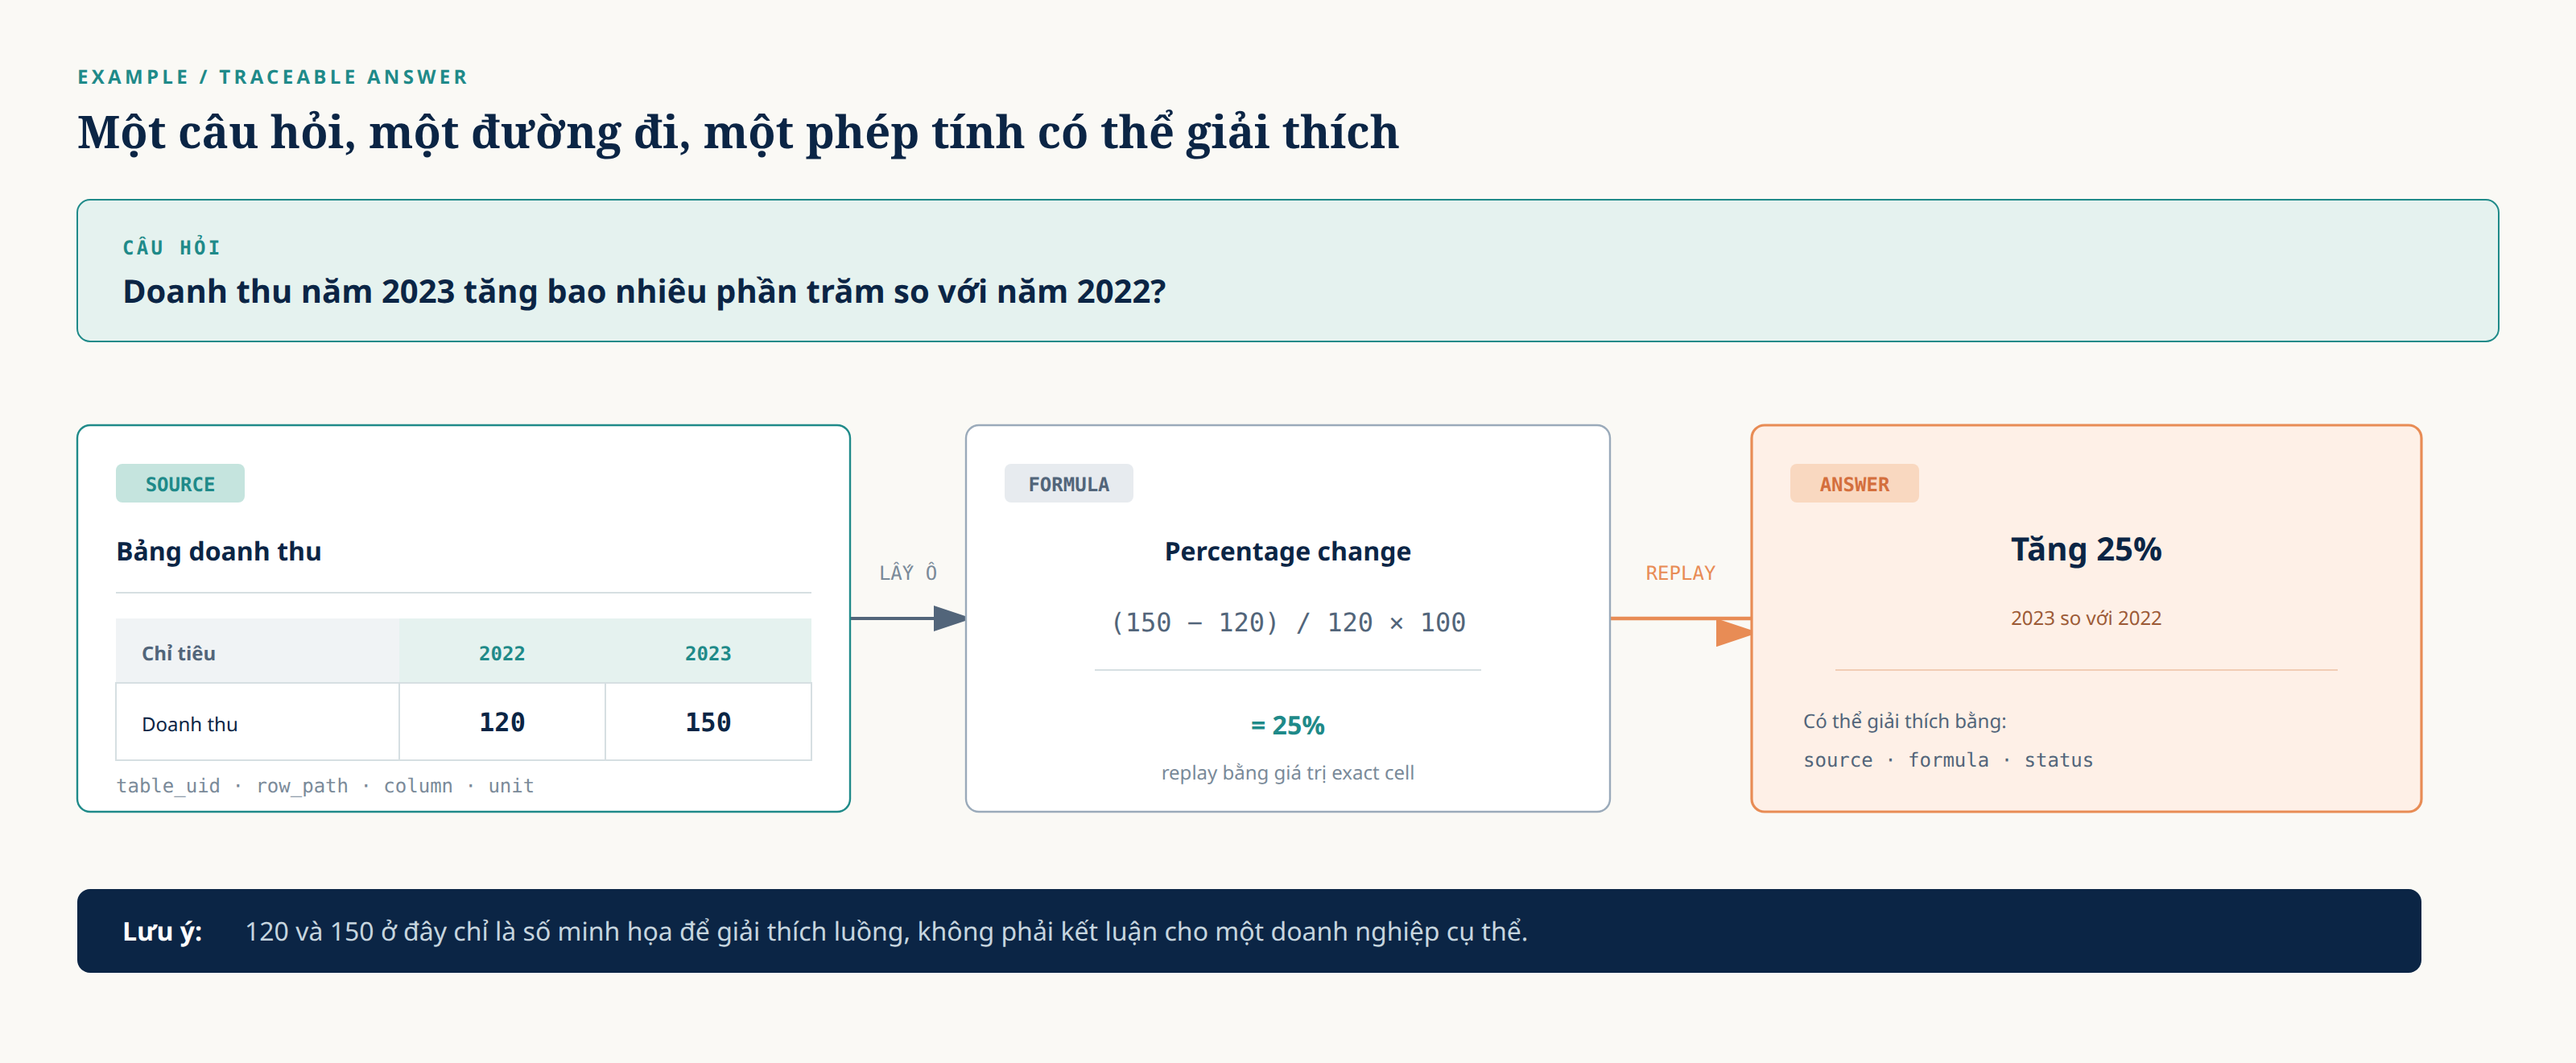 EXAMPLE / TRACEABLE ANSWER
Một câu hỏi, một đường đi, một phép tính có thể giải thích
CÂU HỎI
Doanh thu năm 2023 tăng bao nhiêu phần trăm so với năm 2022?
SOURCE
Bảng doanh thu
Chỉ tiêu 2022 2023
Doanh thu 120 150
table_uid · row_path · column · unit
LẤY Ô
FORMULA
Percentage change
(150 − 120) / 120 × 100
= 25%
replay bằng giá trị exact cell
REPLAY
ANSWER
Tăng 25%
2023 so với 2022
Có thể giải thích bằng:
source · formula · status
Lưu ý: 120 và 150 ở đây chỉ là số minh họa để giải thích luồng, không phải kết luận cho một doanh nghiệp cụ thể.